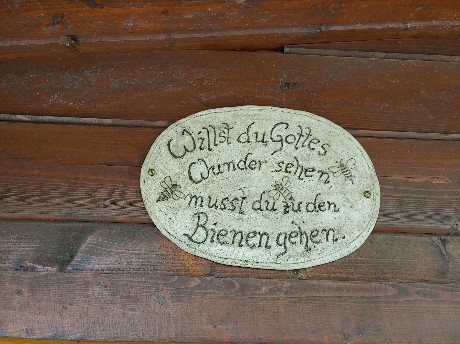 Willst du Gottes
Wunder sehen,
musst du zu den
Bienen gehen.